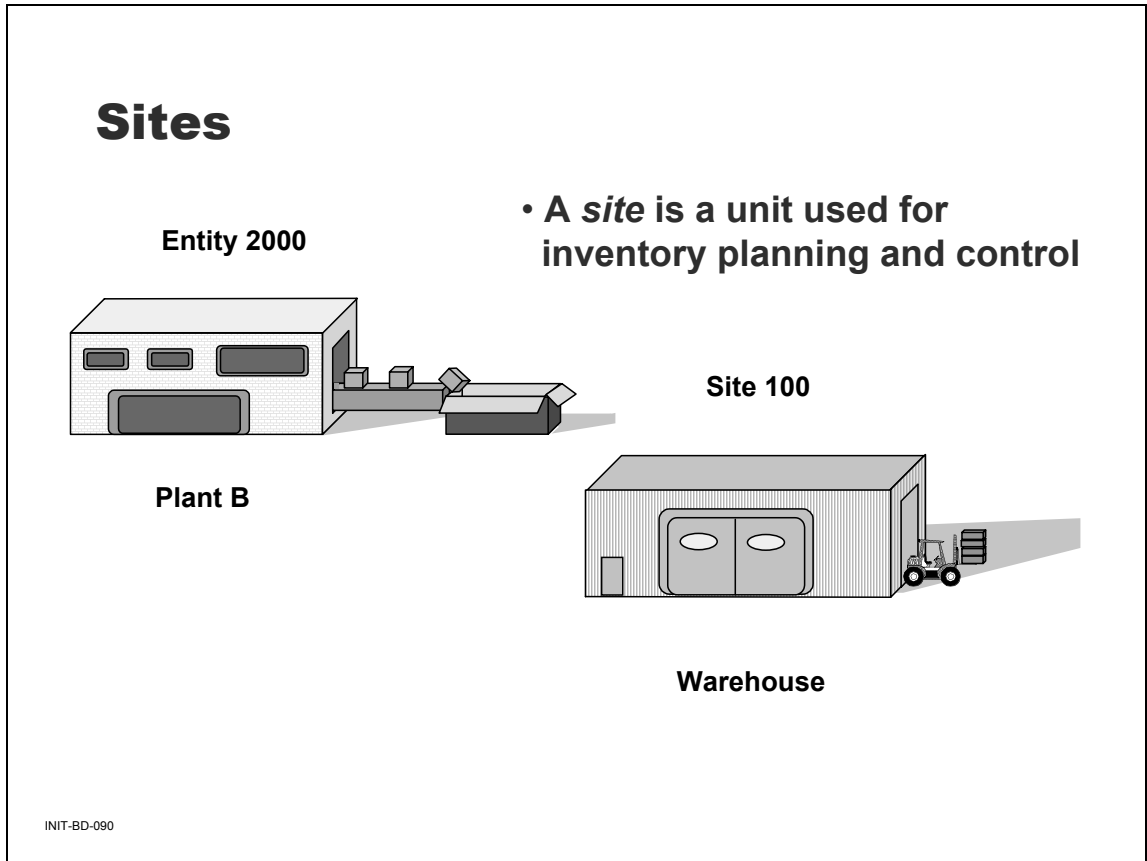 Sites
Entity 2000
• A site is a unit used for
inventory planning and control
Site 100
Plant B
Warehouse
INIT-BD-090